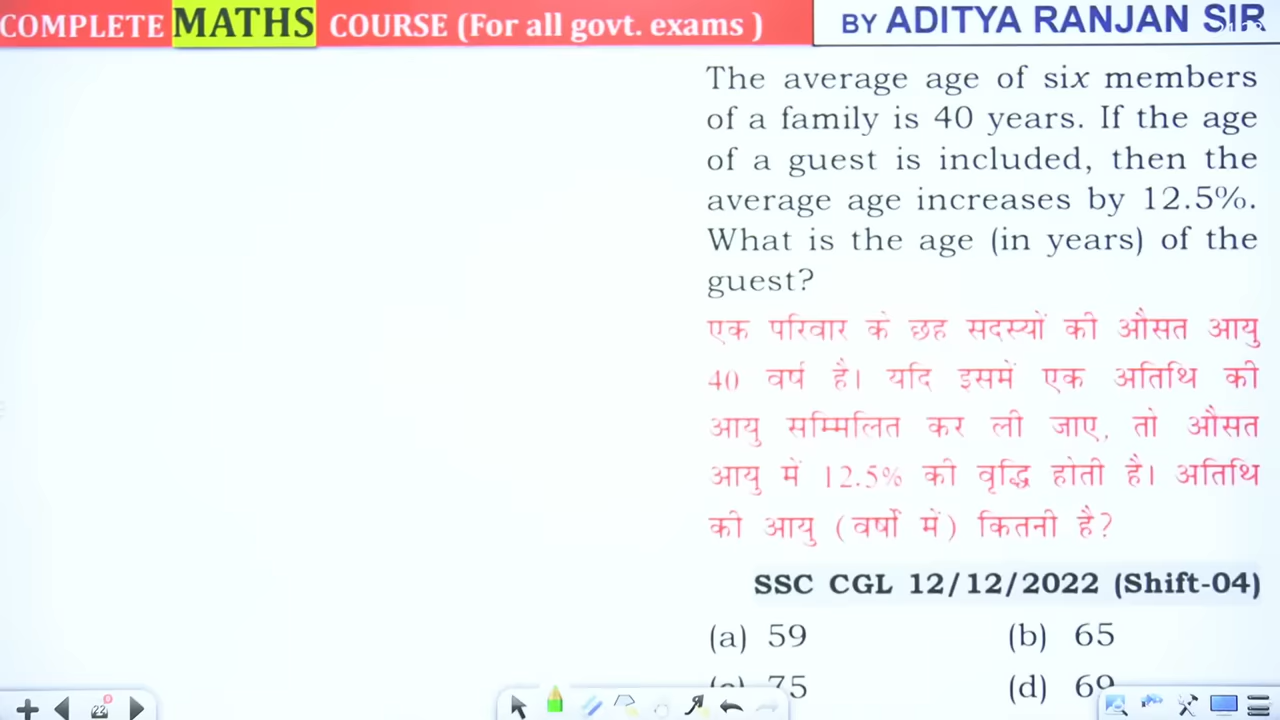 COMPLETE MATHS COURSE (For all govt. exams )
BY ADITYA RANJAN SIR
The average age of six members
of a family is 40 years. If the age
of a guest is included, then the
average age increases by 12.5%.
What is the age (in years) of the
guest?
एक परिवार के छह सदस्यों की औसत आयु
40 वर्ष है। यदि इसमें एक अतिथि की
आयु सम्मिलित कर ली जाए, तो औसत
आयु में 12.5% की वृद्धि होती है। अतिथि
की आयु (वर्षों में) कितनी है?
SSC CGL 12/12/2022 (Shift-04)
(a) 59 (b) 65
75 (d) 69
22